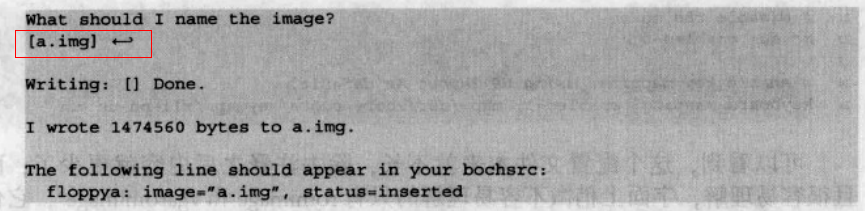 What should I name the image?
[a.img] ↩
Writing: [] Done.
I wrote 1474560 bytes to a.img.
The following line should appear in your bochsrc:
floppya: image="a.img", status=inserted